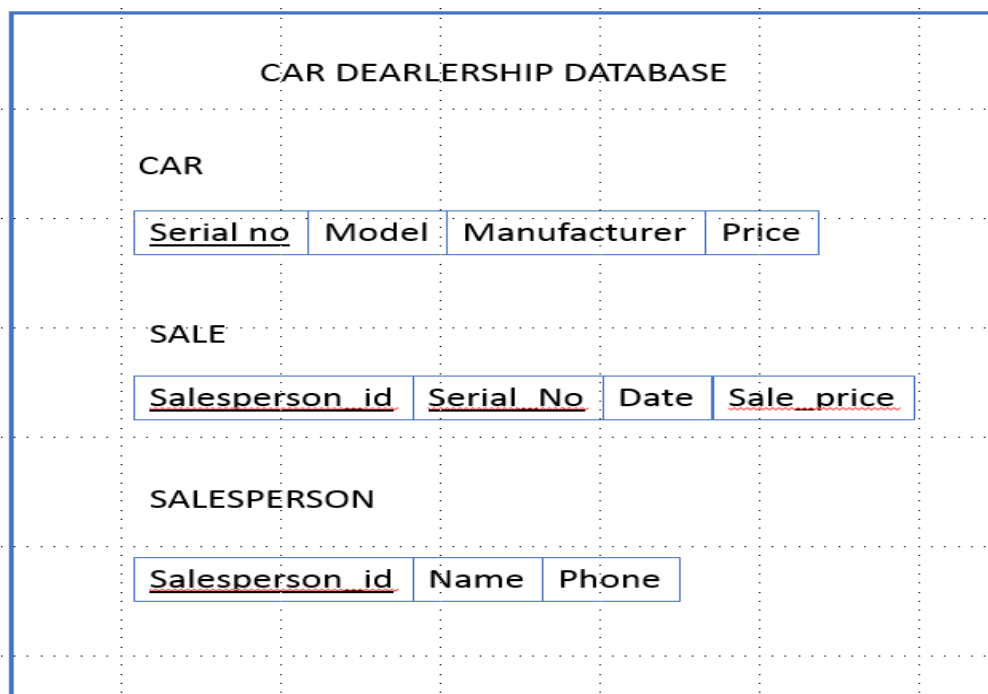 CAR DEARLERSHIP DATABASE
CAR
Serial no Model Manufacturer Price
SALE
Salesperson_id Serial_No Date Sale_price
SALESPERSON
Salesperson_id Name Phone